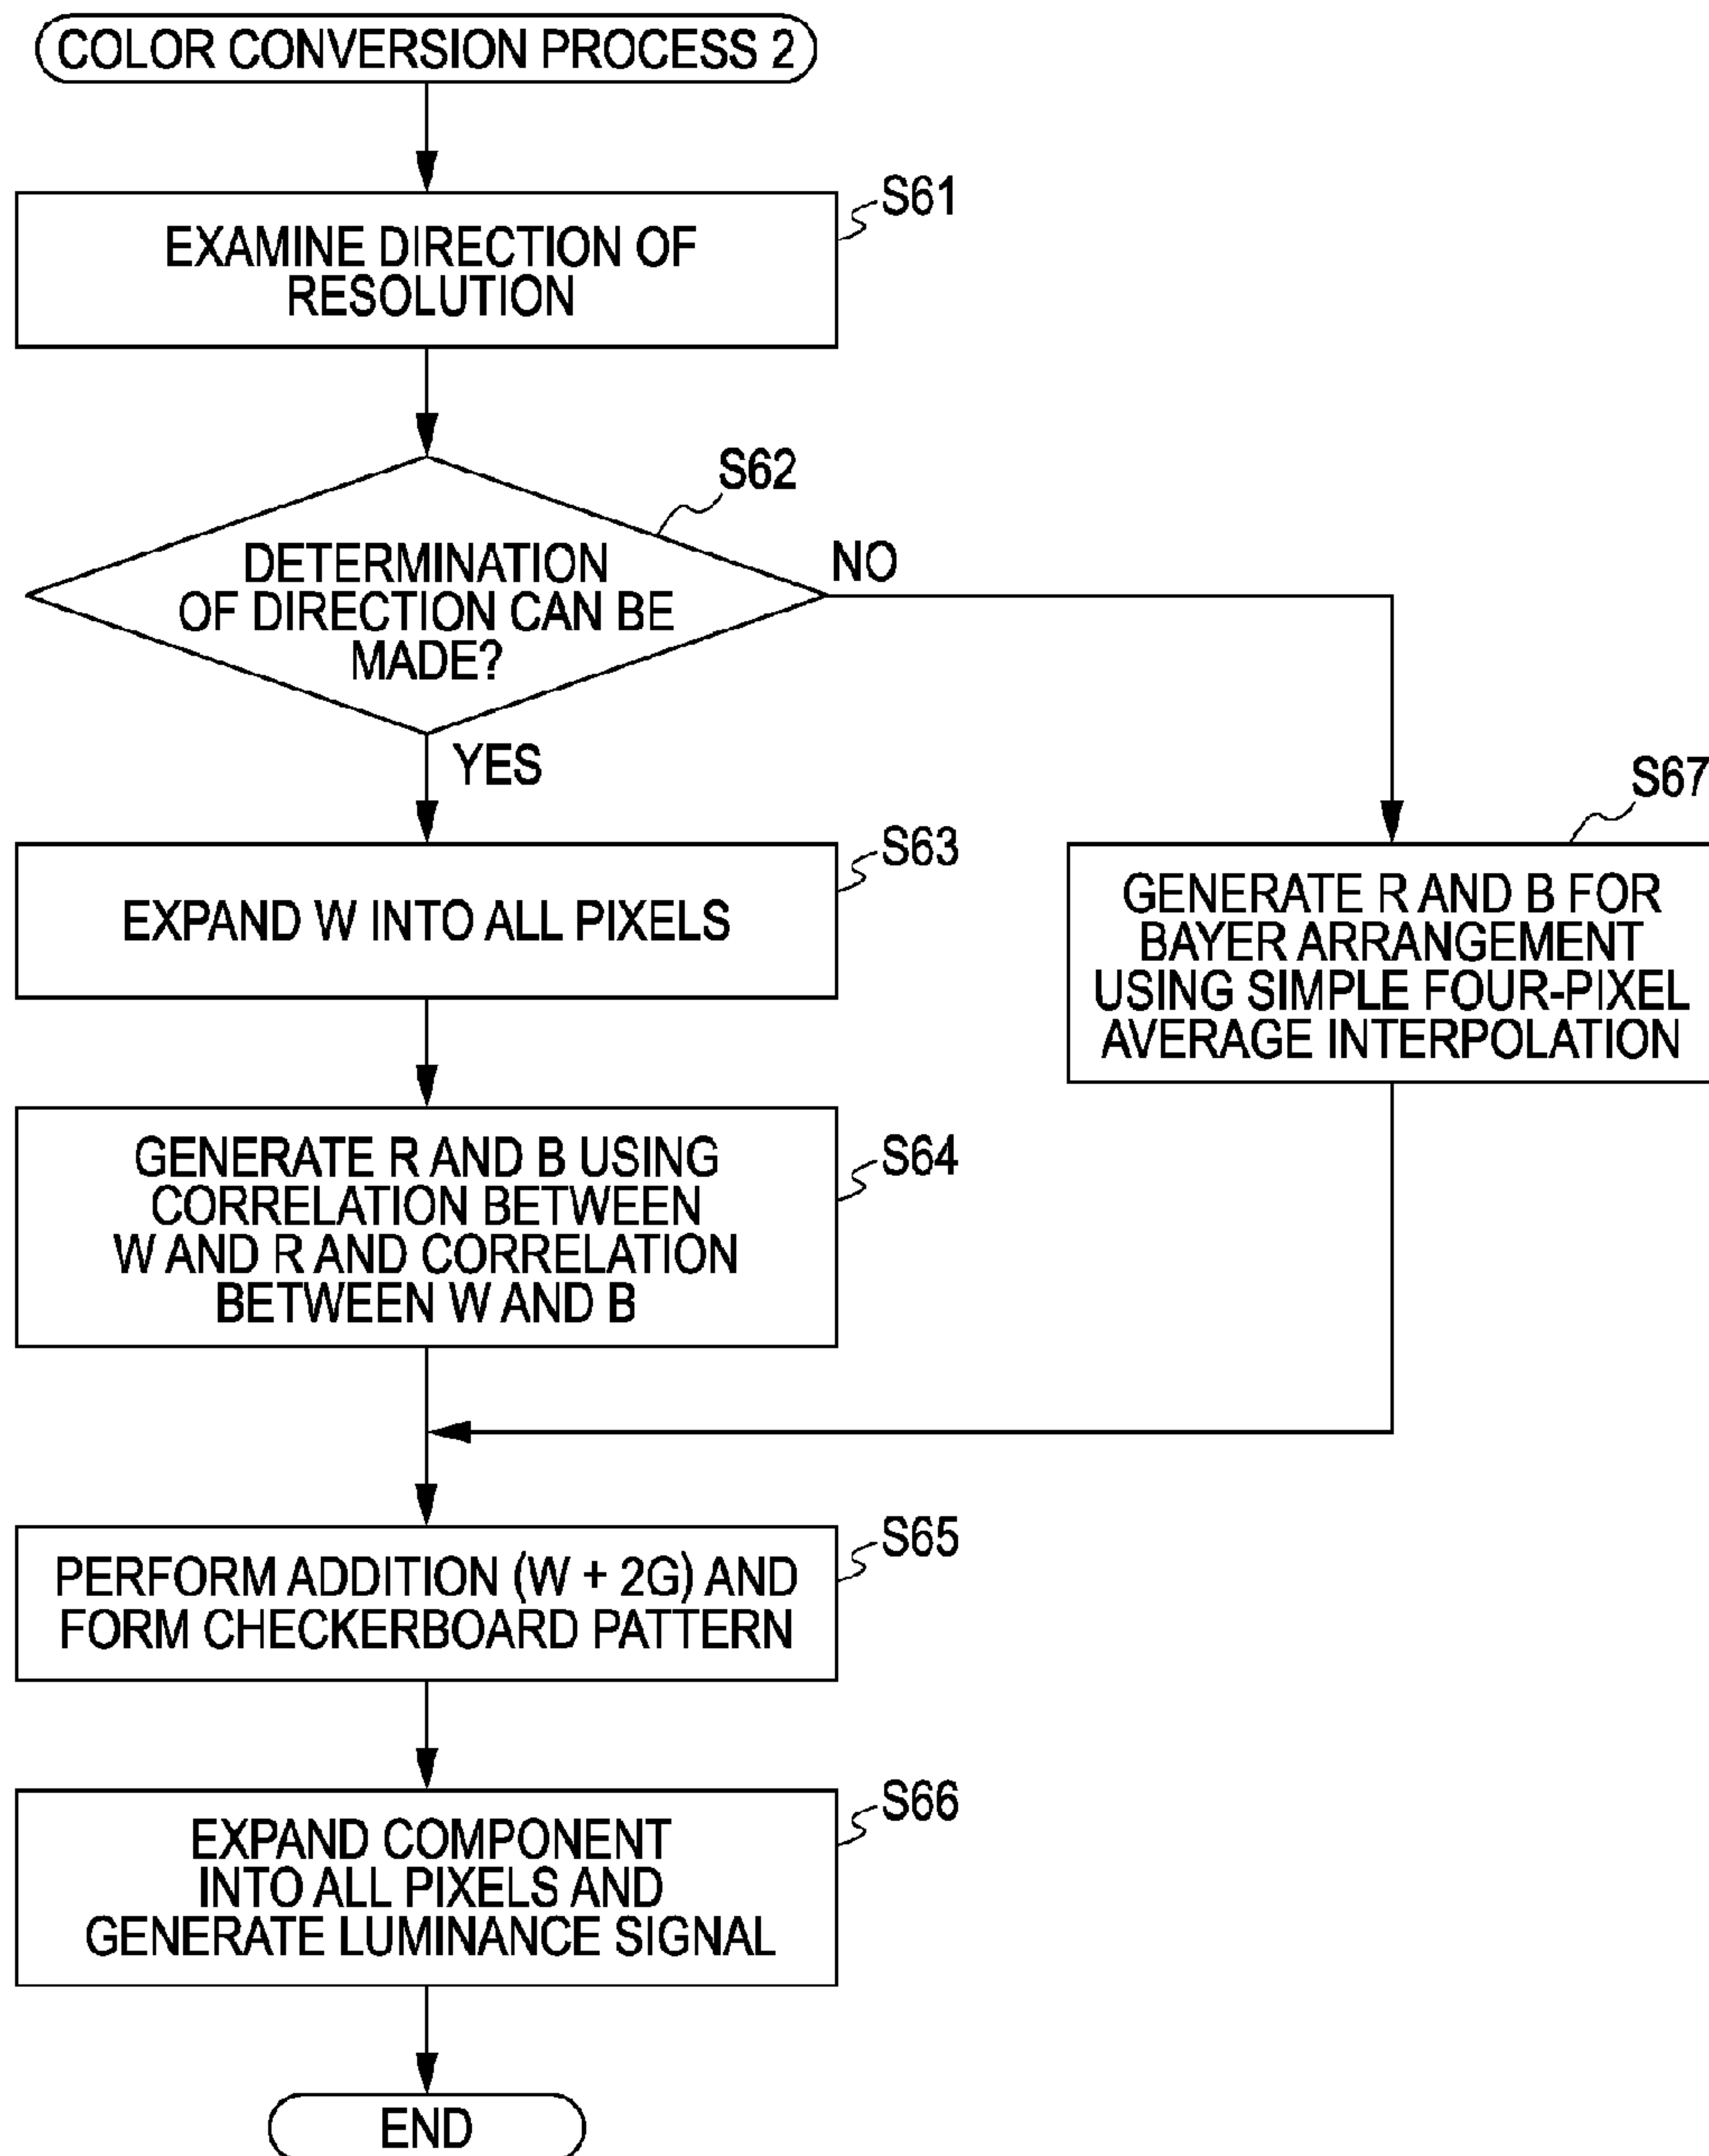 COLOR CONVERSION PROCESS 2
S61
EXAMINE DIRECTION OF
RESOLUTION
S62
DETERMINATION
OF DIRECTION CAN BE
MADE?
NO
YES
S63
EXPAND W INTO ALL PIXELS
S67
GENERATE R AND B FOR
BAYER ARRANGEMENT
USING SIMPLE FOUR-PIXEL
AVERAGE INTERPOLATION
S64
GENERATE R AND B USING
CORRELATION BETWEEN
W AND R AND CORRELATION
BETWEEN W AND B
S65
PERFORM ADDITION (W + 2G) AND
FORM CHECKERBOARD PATTERN
S66
EXPAND COMPONENT
INTO ALL PIXELS AND
GENERATE LUMINANCE SIGNAL
END